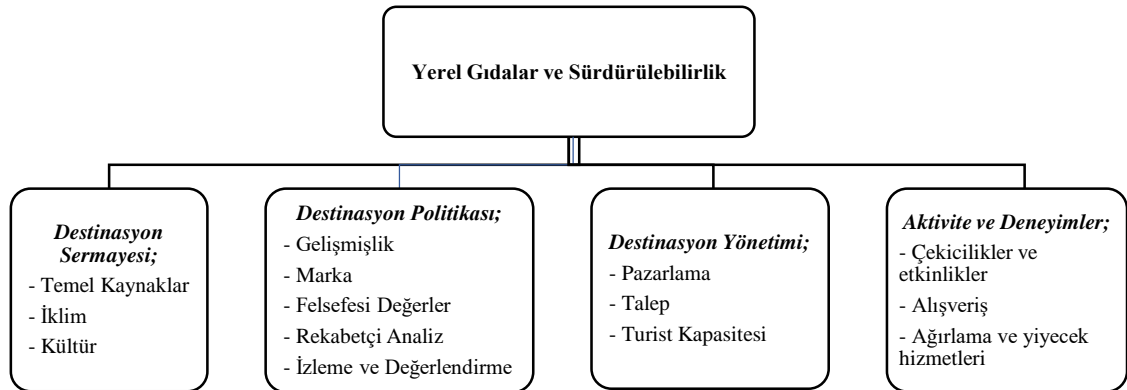 Yerel Gıdalar ve Sürdürülebilirlik
Destinasyon
Sermayesi;
- Temel Kaynaklar
- İklim
- Kültür
Destinasyon Politikası;
- Gelişmişlik
- Marka
- Felsefesi Değerler
- Rekabetçi Analiz
- İzleme ve Değerlendirme
Destinasyon Yönetimi;
- Pazarlama
- Talep
- Turist Kapasitesi
Aktivite ve Deneyimler;
- Çekicilikler ve
etkinlikler
- Alışveriş
- Ağırlama ve yiyecek
hizmetleri